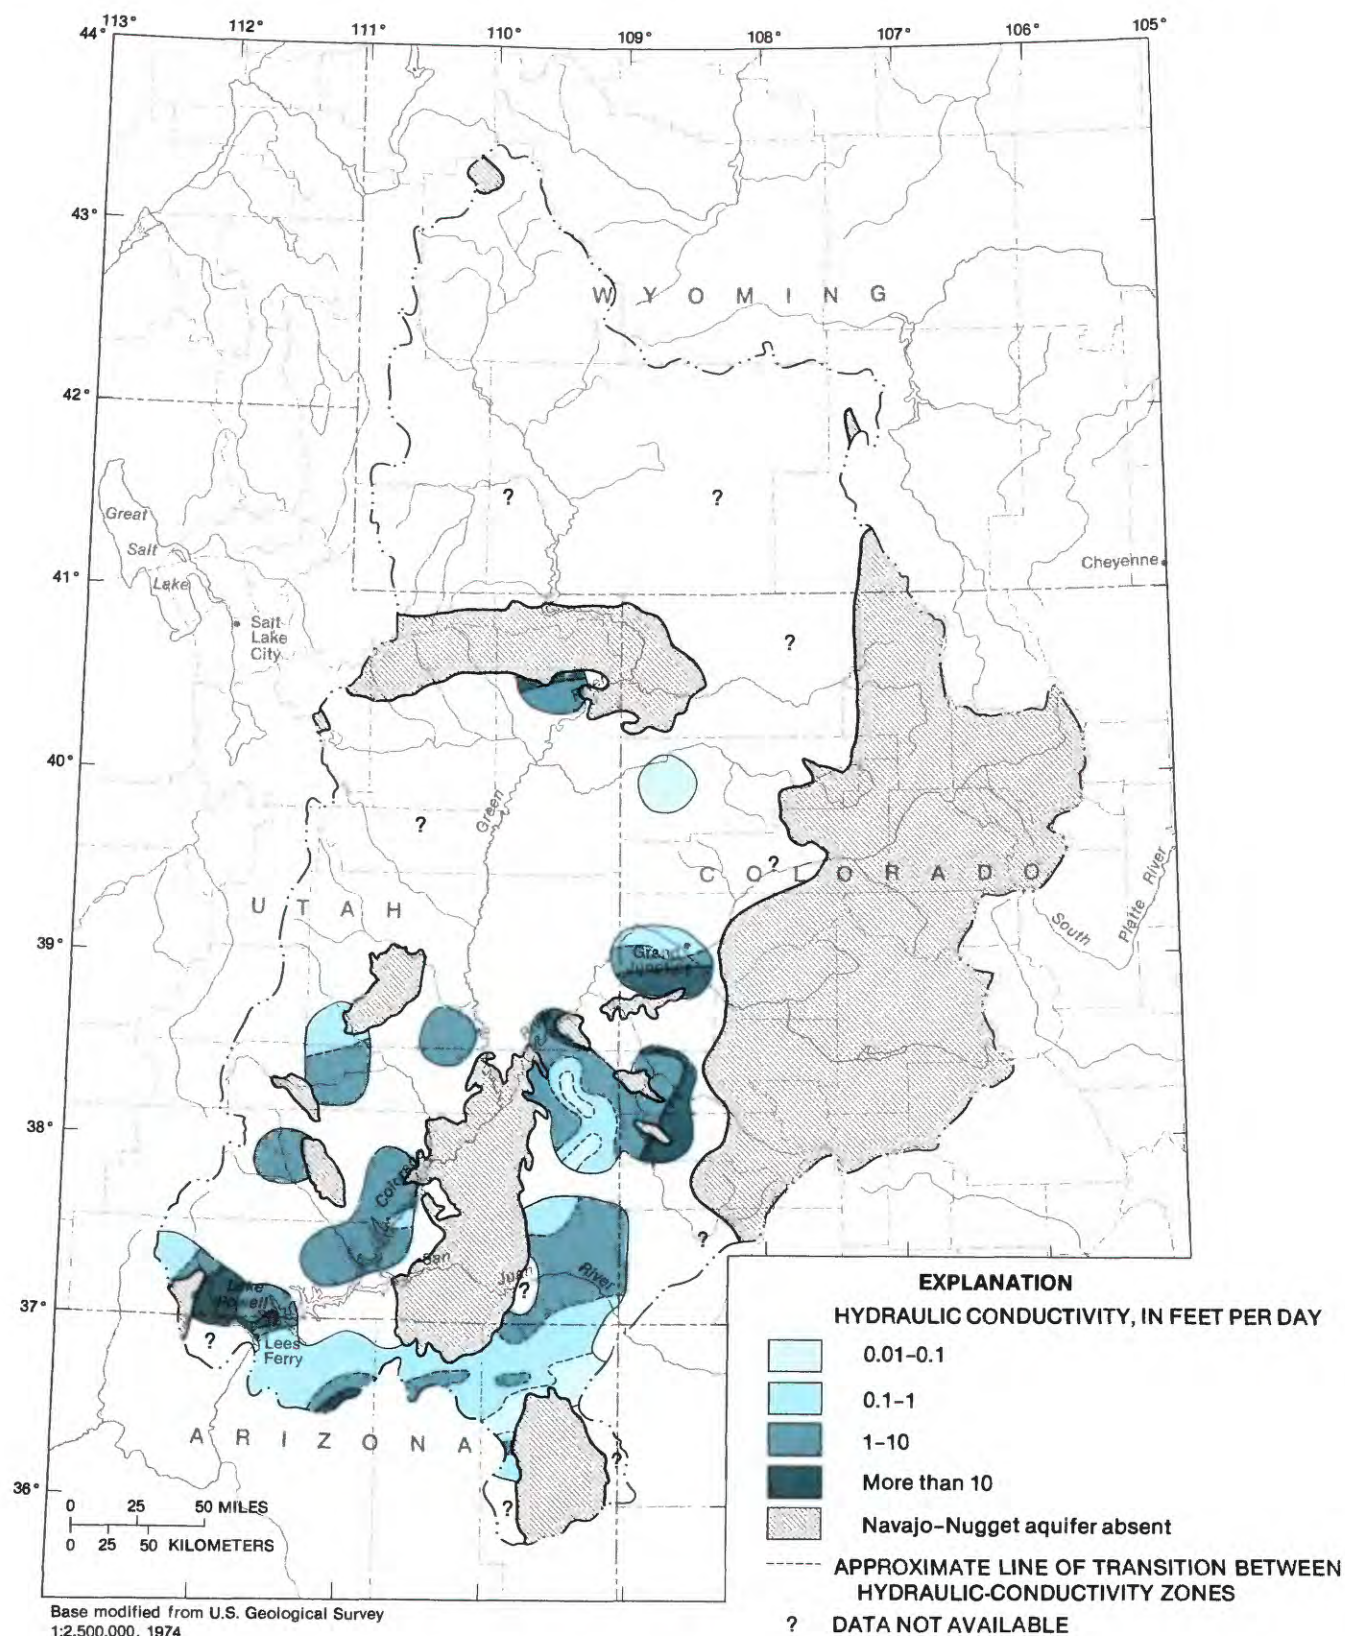 113°
112°
111°
110°
109°
108°
107°
106°
105°
44°
43°
WYOMING
42°
?
?
Great
Salt
Lake
41°
Cheyenne
Salt
Lake
City
?
40°
Green
?
?
COLORADO
Platte River
South
UTAH
39°
Grand
Junction
38°
Colorado
?
San
Juan
River
?
Lake
Powell
37°
?
Lees
Ferry
ARIZONA
?
36°
?
0 25 50 MILES
0 25 50 KILOMETERS
EXPLANATION
HYDRAULIC CONDUCTIVITY, IN FEET PER DAY
0.01–0.1
0.1–1
1–10
More than 10
Navajo–Nugget aquifer absent
APPROXIMATE LINE OF TRANSITION BETWEEN
HYDRAULIC-CONDUCTIVITY ZONES
? DATA NOT AVAILABLE
Base modified from U.S. Geological Survey
1:2,500,000, 1974